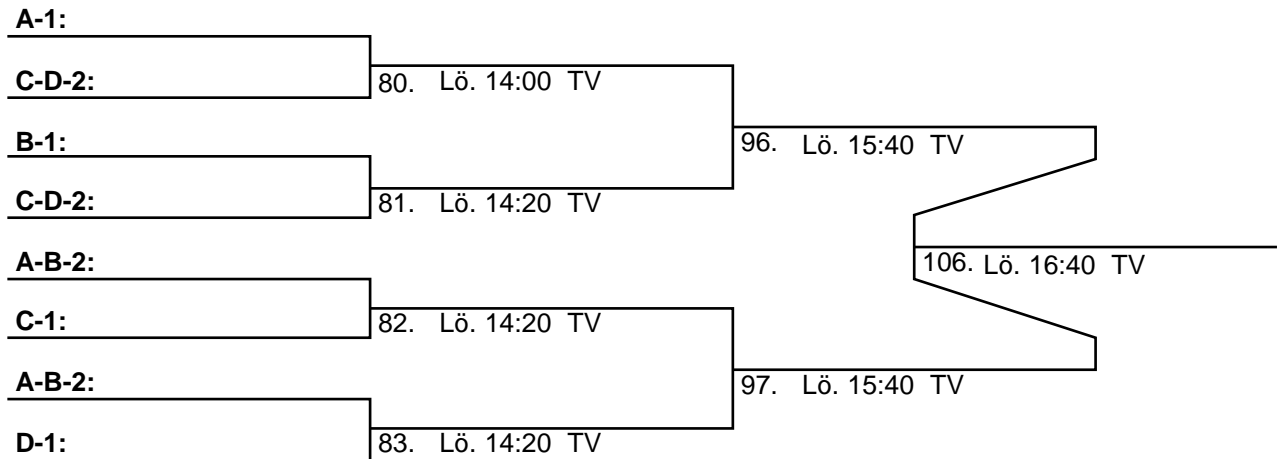 A-1:
80. Lö. 14:00 TV
C-D-2:
B-1:
96. Lö. 15:40 TV
C-D-2:
81. Lö. 14:20 TV
A-B-2:
106. Lö. 16:40 TV
C-1:
82. Lö. 14:20 TV
A-B-2:
97. Lö. 15:40 TV
D-1:
83. Lö. 14:20 TV